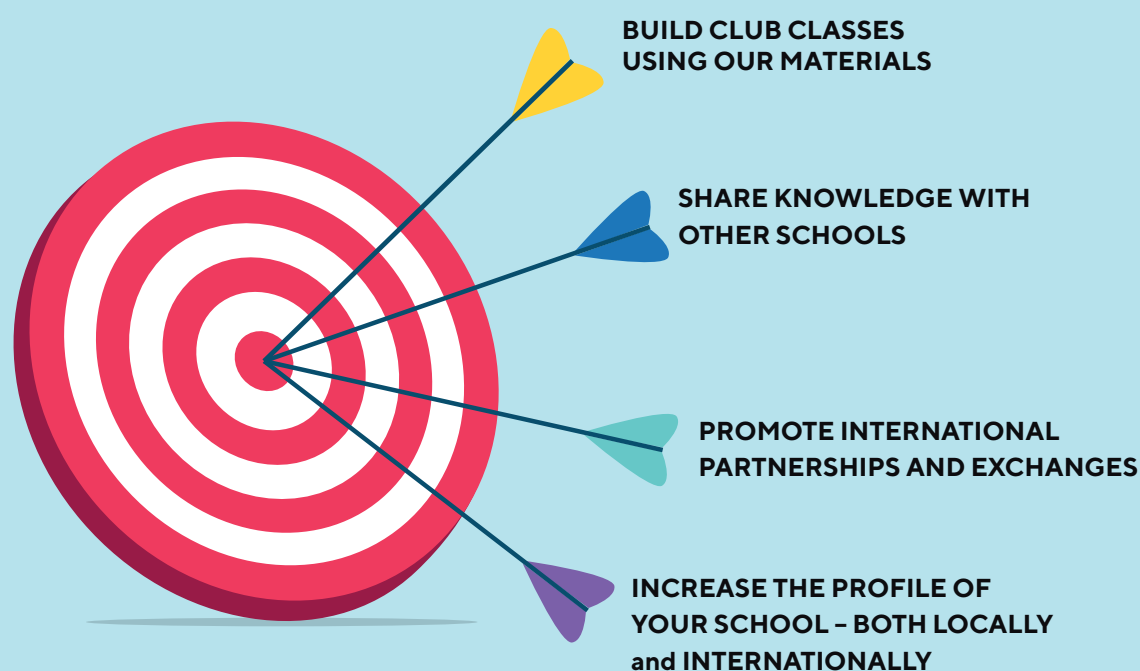 BUILD CLUB CLASSES
USING OUR MATERIALS
SHARE KNOWLEDGE WITH
OTHER SCHOOLS
PROMOTE INTERNATIONAL
PARTNERSHIPS AND EXCHANGES
INCREASE THE PROFILE OF
YOUR SCHOOL – BOTH LOCALLY
and INTERNATIONALLY